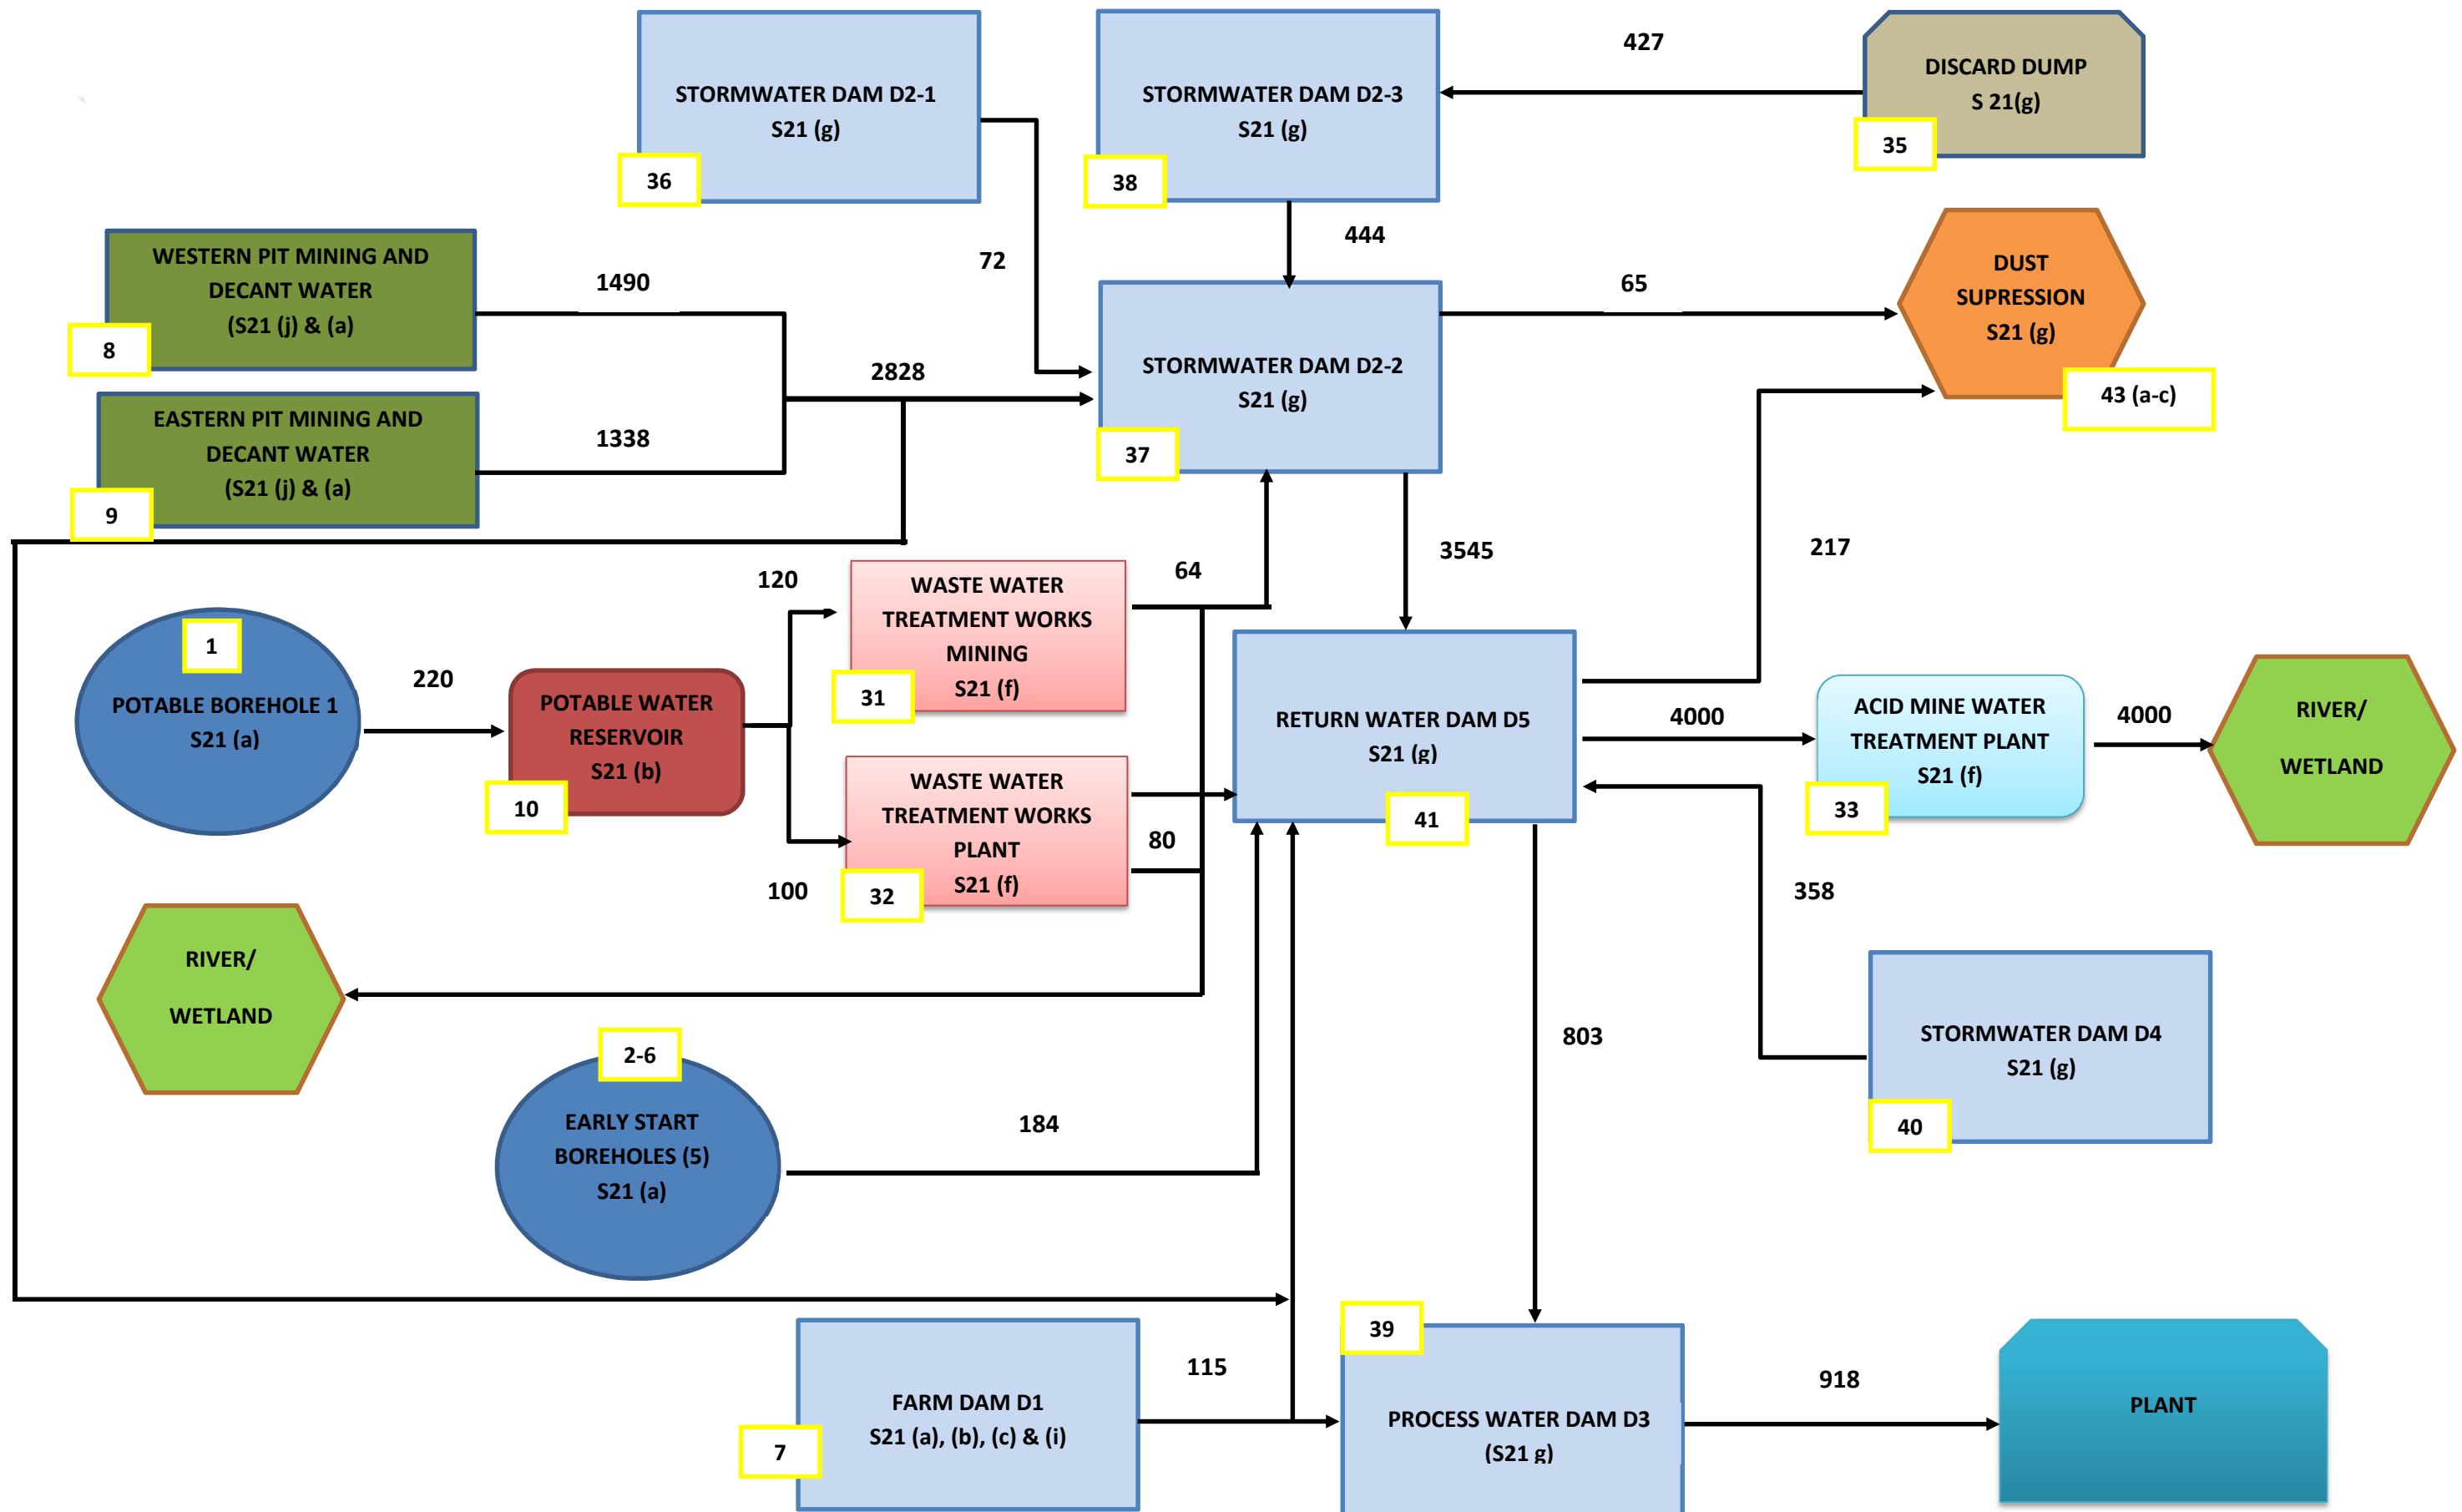 STORMWATER DAM D2-1
S21 (g)
36
STORMWATER DAM D2-3
S21 (g)
38
427
DISCARD DUMP
S 21(g)
35
WESTERN PIT MINING AND
DECANT WATER
(S21 (j) & (a)
8
1490
72
444
65
DUST
SUPRESSION
S21 (g)
43 (a-c)
STORMWATER DAM D2-2
S21 (g)
37
2828
EASTERN PIT MINING AND
DECANT WATER
(S21 (j) & (a)
9
1338
3545
217
120
WASTE WATER
TREATMENT WORKS
MINING
S21 (f)
31
64
1
POTABLE BOREHOLE 1
S21 (a)
220
POTABLE WATER
RESERVOIR
S21 (b)
10
RETURN WATER DAM D5
S21 (g)
41
4000
ACID MINE WATER
TREATMENT PLANT
S21 (f)
33
4000
RIVER/
WETLAND
WASTE WATER
TREATMENT WORKS
PLANT
S21 (f)
32
100
80
358
RIVER/
WETLAND
803
STORMWATER DAM D4
S21 (g)
40
2-6
EARLY START
BOREHOLES (5)
S21 (a)
184
FARM DAM D1
S21 (a), (b), (c) & (i)
7
115
39
PROCESS WATER DAM D3
(S21 g)
918
PLANT